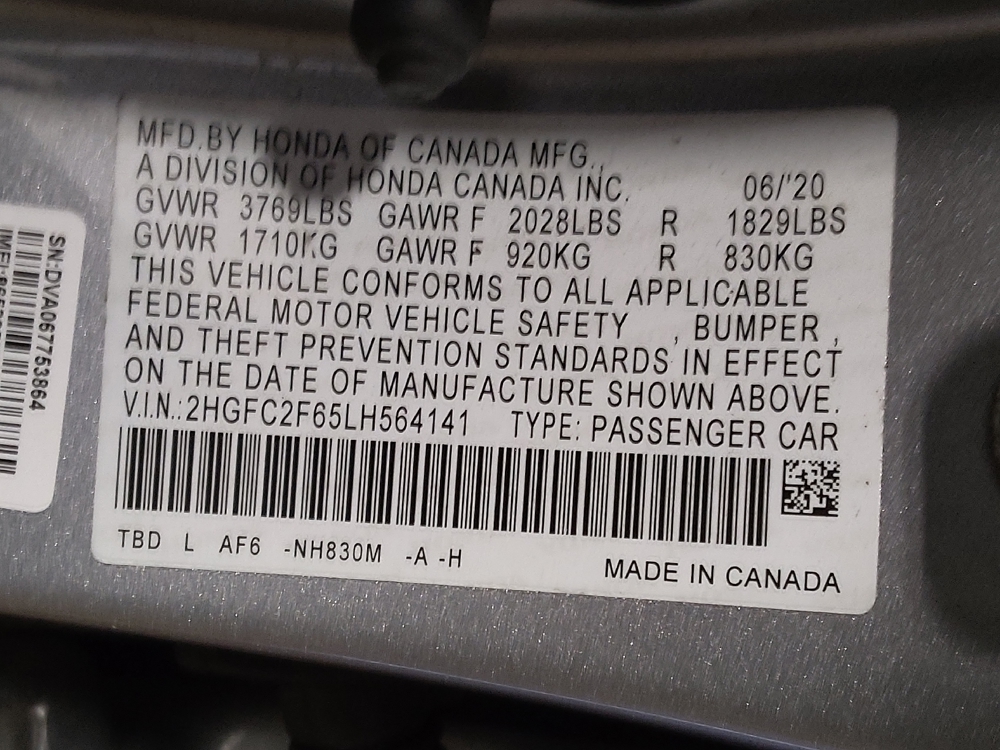 MFD.BY HONDA OF CANADA MFG.,
A DIVISION OF HONDA CANADA INC. 06/'20
GVWR 3769LBS GAWR F 2028LBS R 1829LBS
GVWR 1710KG GAWR F 920KG R 830KG
THIS VEHICLE CONFORMS TO ALL APPLICABLE
FEDERAL MOTOR VEHICLE SAFETY , BUMPER ,
AND THEFT PREVENTION STANDARDS IN EFFECT
ON THE DATE OF MANUFACTURE SHOWN ABOVE.
V.I.N.: 2HGFC2F65LH564141 TYPE: PASSENGER CAR
TBD L AF6 -NH830M -A -H
MADE IN CANADA
SN:DVA067753864